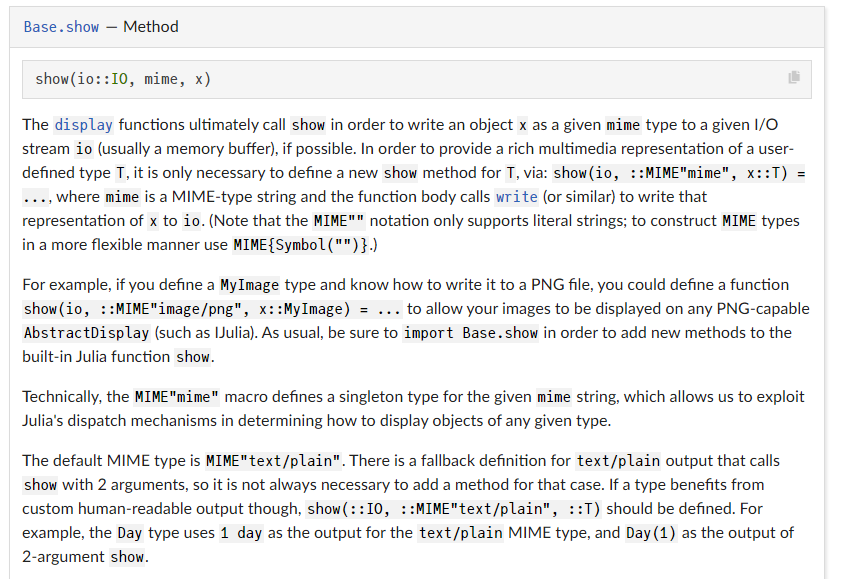 Base.show — Method
show(io::IO, mime, x)
The display functions ultimately call show in order to write an object x as a given mime type to a given I/O
stream io (usually a memory buffer), if possible. In order to provide a rich multimedia representation of a user-
defined type T, it is only necessary to define a new show method for T, via: show(io, ::MIME"mime", x::T) =
..., where mime is a MIME-type string and the function body calls write (or similar) to write that
representation of x to io. (Note that the MIME"" notation only supports literal strings; to construct MIME types
in a more flexible manner use MIME{Symbol("")}.)
For example, if you define a MyImage type and know how to write it to a PNG file, you could define a function
show(io, ::MIME"image/png", x::MyImage) = ... to allow your images to be displayed on any PNG-capable
AbstractDisplay (such as IJulia). As usual, be sure to import Base.show in order to add new methods to the
built-in Julia function show.
Technically, the MIME"mime" macro defines a singleton type for the given mime string, which allows us to exploit
Julia's dispatch mechanisms in determining how to display objects of any given type.
The default MIME type is MIME"text/plain". There is a fallback definition for text/plain output that calls
show with 2 arguments, so it is not always necessary to add a method for that case. If a type benefits from
custom human-readable output though, show(::IO, ::MIME"text/plain", ::T) should be defined. For
example, the Day type uses 1 day as the output for the text/plain MIME type, and Day(1) as the output of
2-argument show.